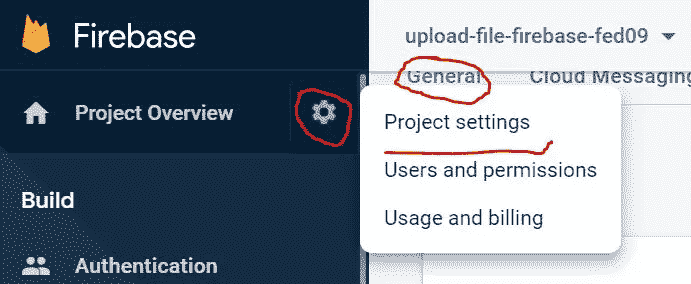 Firebase
upload-file-firebase-fed09
General Cloud Messaging
Project Overview
Project settings
Users and permissions
Usage and billing
Build
Authentication